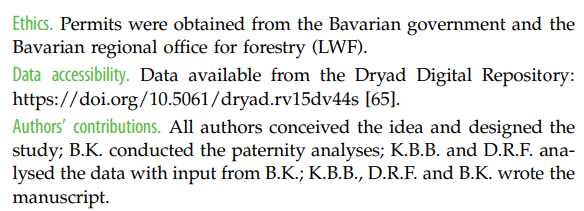 Ethics. Permits were obtained from the Bavarian government and the
Bavarian regional office for forestry (LWF).
Data accessibility. Data available from the Dryad Digital Repository:
https://doi.org/10.5061/dryad.rv15dv44s [65].
Authors’ contributions. All authors conceived the idea and designed the
study; B.K. conducted the paternity analyses; K.B.B. and D.R.F. ana-
lysed the data with input from B.K.; K.B.B., D.R.F. and B.K. wrote the
manuscript.